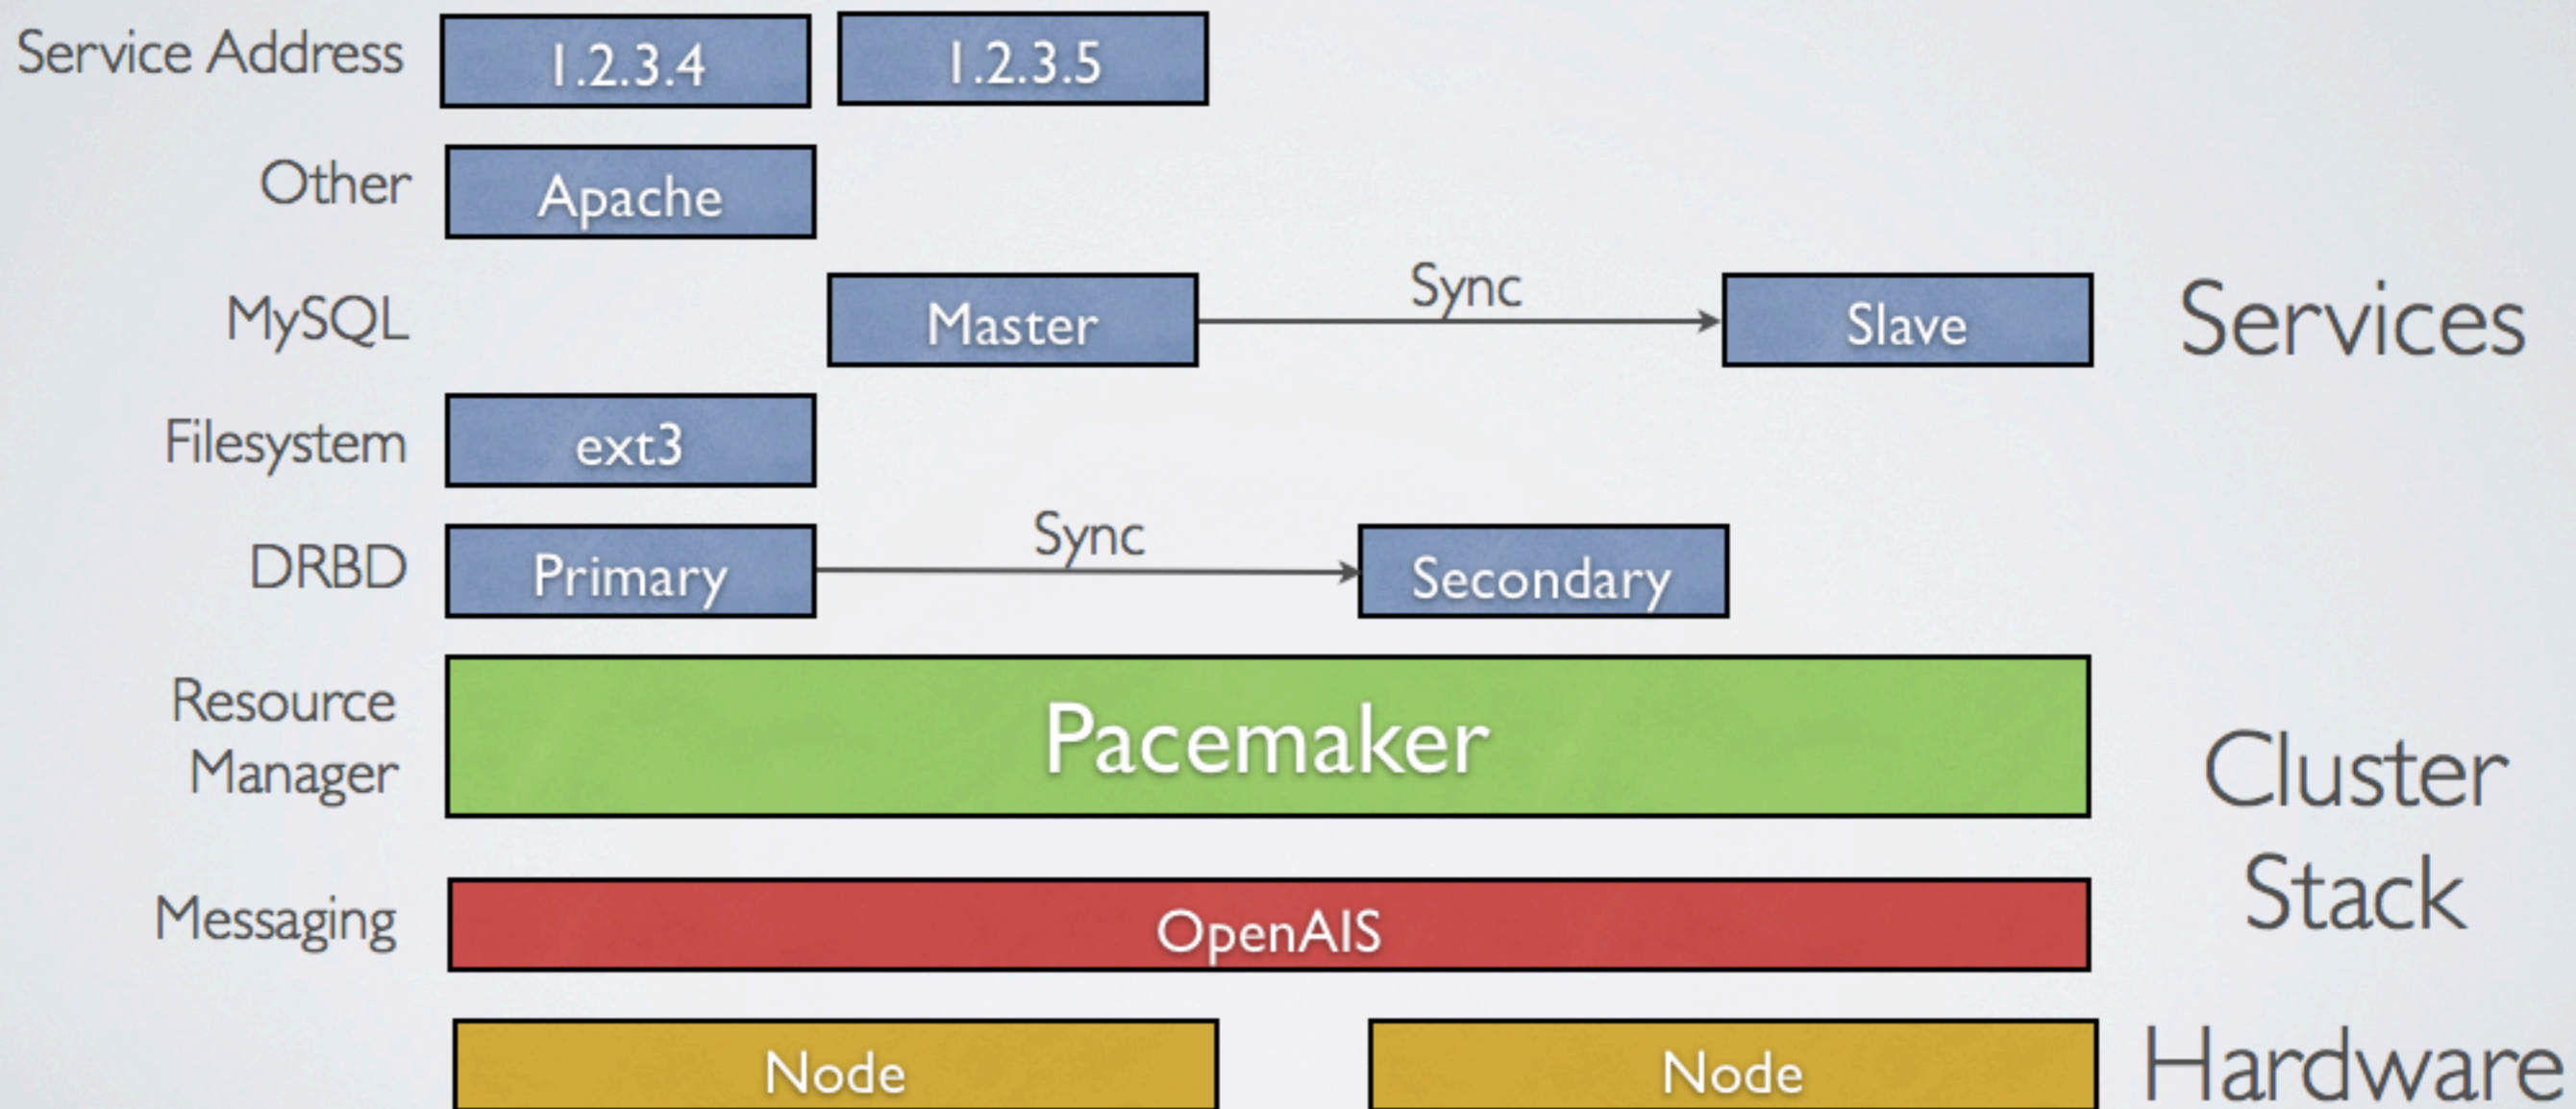 Service Address 1.2.3.4 1.2.3.5
Other Apache
Sync
MySQL Master Slave Services
Filesystem ext3
Sync
DRBD Primary Secondary
Resource
Manager
Pacemaker
Cluster
Stack
Messaging OpenAIS
Node Node Hardware